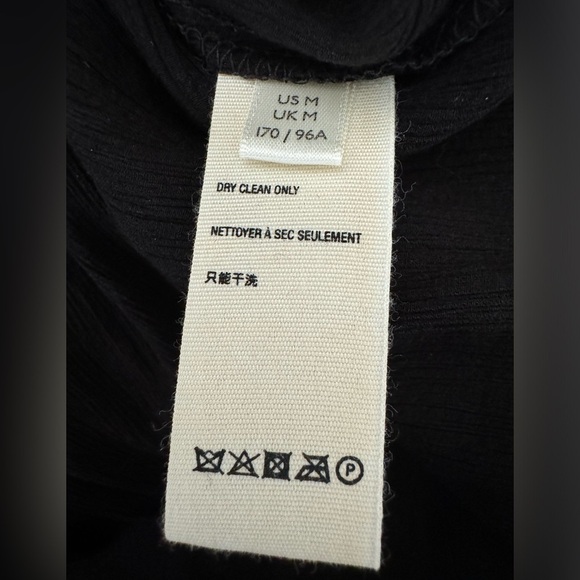 US M
UK M
170 / 96A
DRY CLEAN ONLY
NETTOYER À SEC SEULEMENT
只能干洗
P